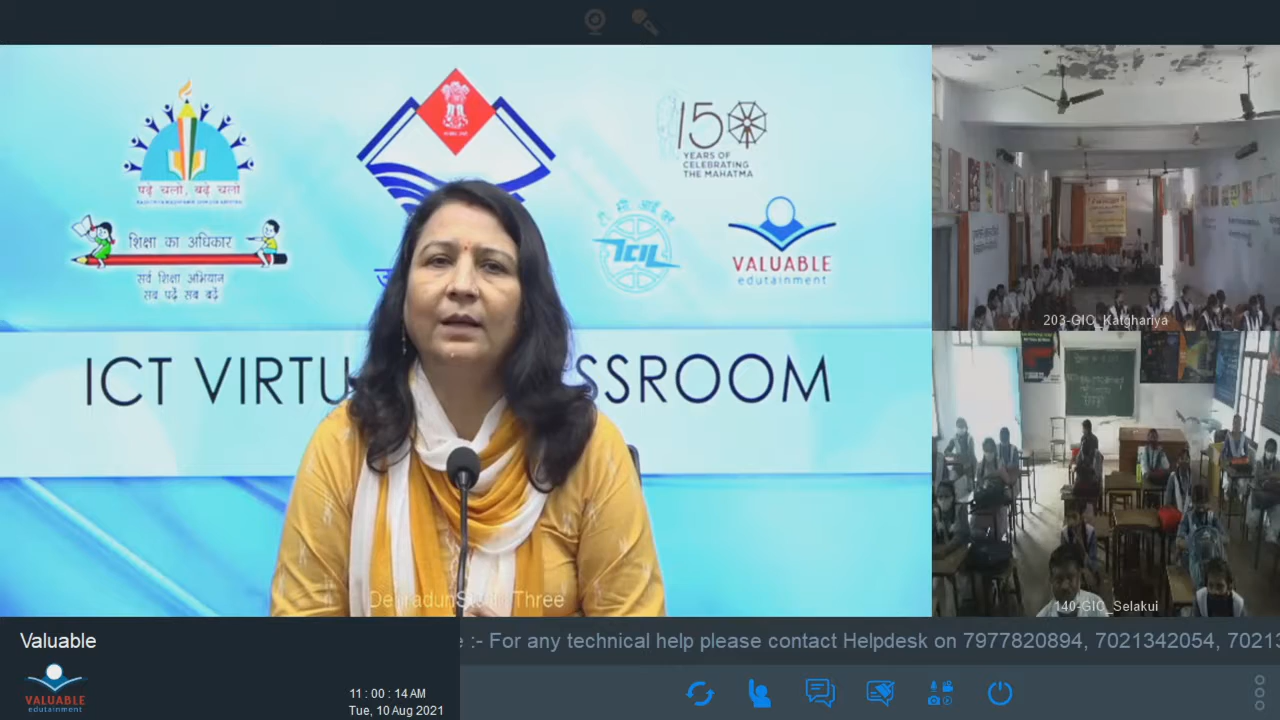 पढ़े चलो, बढ़े चलो
शिक्षा का अधिकार
सर्व शिक्षा अभियान
सब पढ़ें सब बढ़ें
150
YEARS OF
CELEBRATING
THE MAHATMA
टी सी आई एल
TCIL
VALUABLE
edutainment
ICT VIRTU SSROOM
Three
203-GIC_Katghariya
140-GIC_Selakui
Valuable
:- For any technical help please contact Helpdesk on 7977820894, 7021342054, 7021
VALUABLE
edutainment
11 : 00 : 14 AM
Tue, 10 Aug 2021